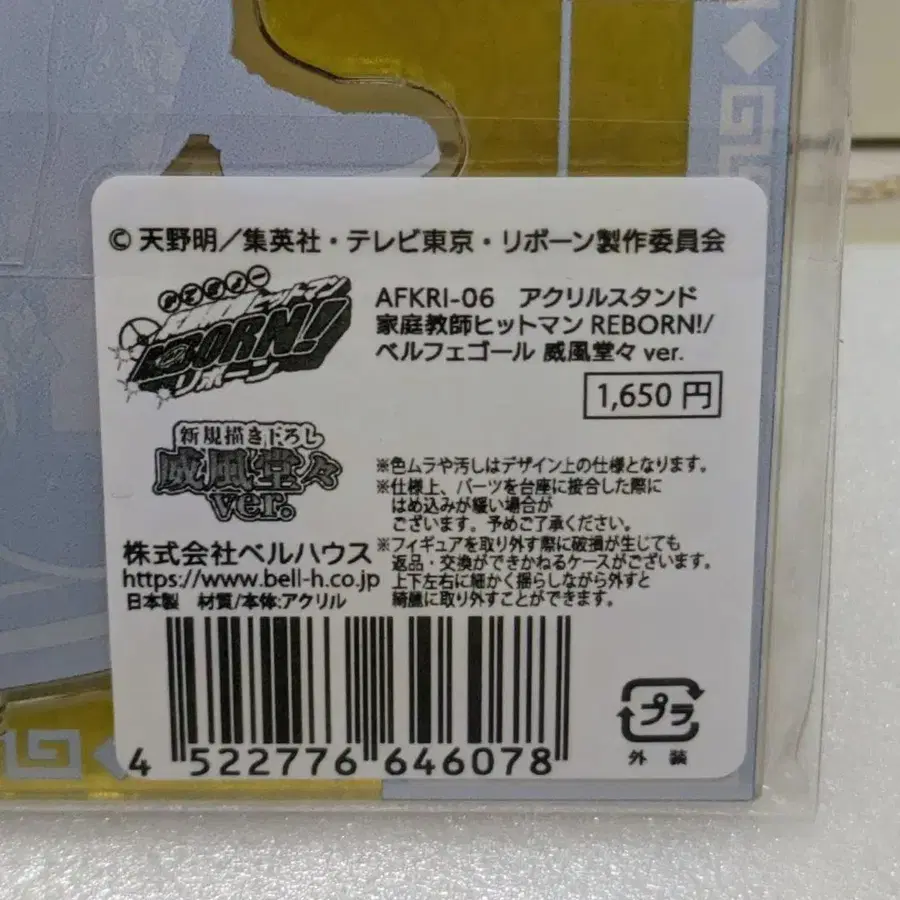 © 天野明／集英社・テレビ東京・リボーン製作委員会
AFKRI-06 アクリルスタンド
家庭教師ヒットマン REBORN!/
ベルフェゴール 威風堂々 ver.
1,650 円
かてきょー
家庭教師ヒットマン
REBORN!
リボーン
新規描き下ろし
威風堂々
ver.
※色ムラや汚しはデザイン上の仕様となります。
※仕様上、パーツを台座に接合した際に
はめ込みが緩い場合が
ございます。予めご了承ください。
※フィギュアを取り外す際に破損が生じても
返品・交換ができかねるケースがございます。
上下左右に細かく揺らしながら外すと
綺麗に取り外すことができます。
株式会社ベルハウス
https://www.bell-h.co.jp
日本製 材質/本体:アクリル
4 522776 646078
プラ
外装